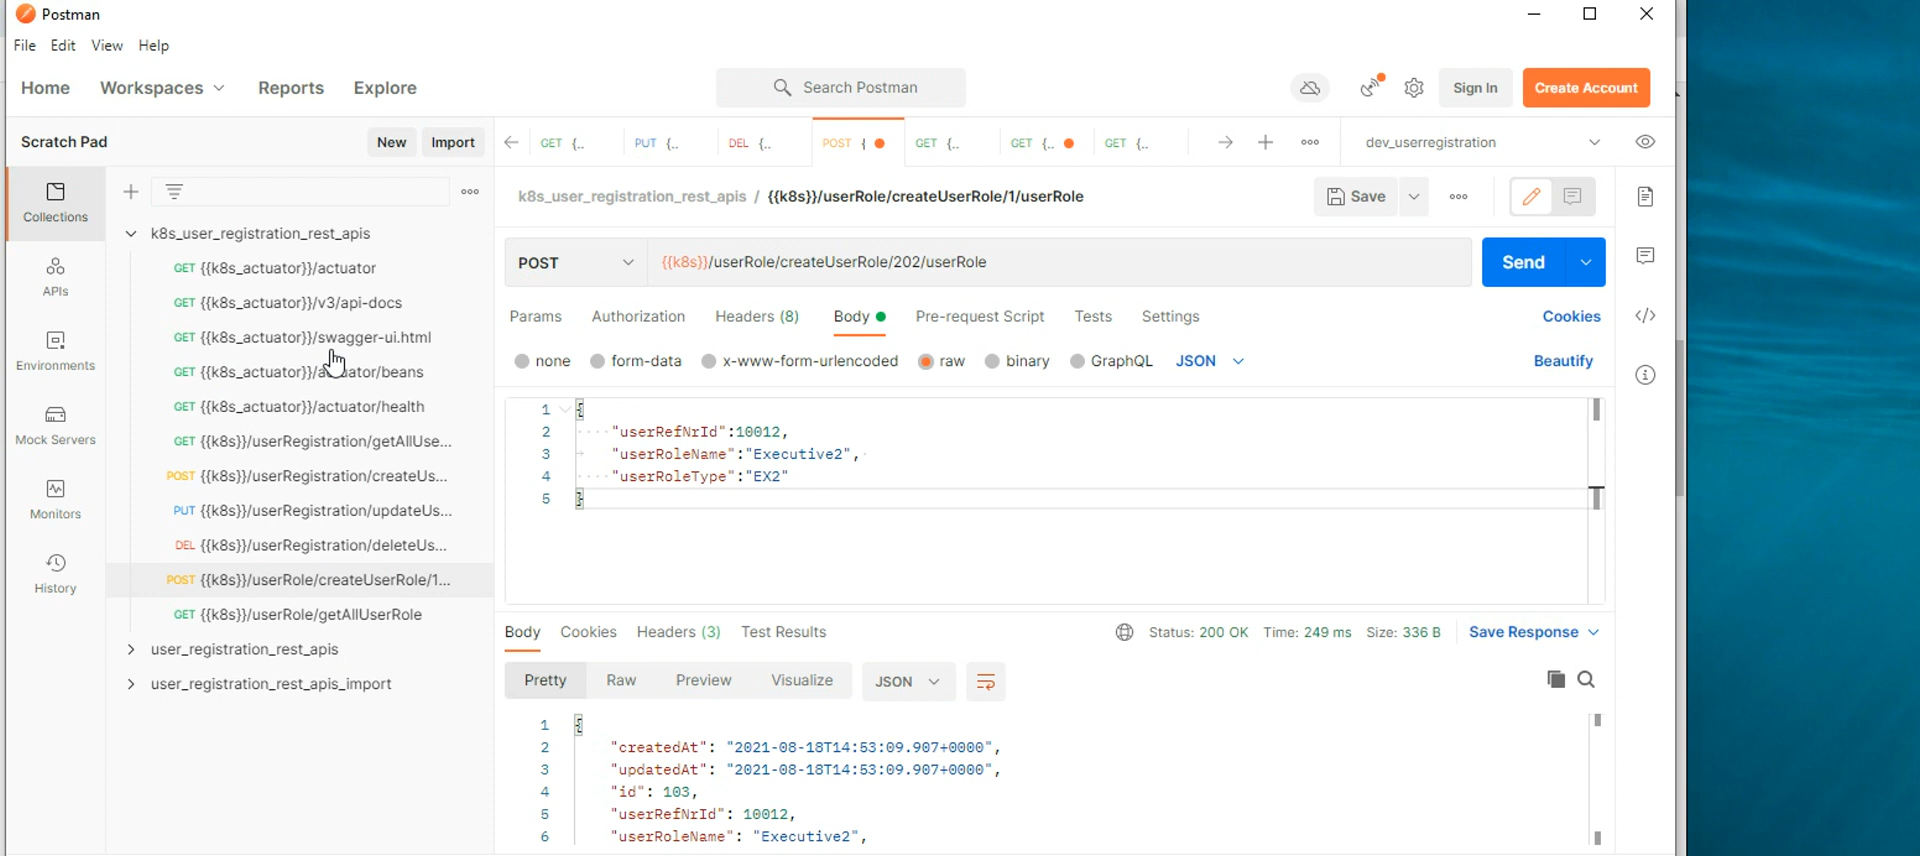 Postman
File Edit View Help
Home Workspaces Reports Explore
Search Postman
Sign In Create Account
Scratch Pad New Import
GET {.. PUT {.. DEL {.. POST { GET {.. GET {.. GET {..
dev_userregistration
Collections
APIs
Environments
Mock Servers
Monitors
History
k8s_user_registration_rest_apis
GET {{k8s_actuator}}/actuator
GET {{k8s_actuator}}/v3/api-docs
GET {{k8s_actuator}}/swagger-ui.html
GET {{k8s_actuator}}/actuator/beans
GET {{k8s_actuator}}/actuator/health
GET {{k8s}}/userRegistration/getAllUse...
POST {{k8s}}/userRegistration/createUs...
PUT {{k8s}}/userRegistration/updateUs...
DEL {{k8s}}/userRegistration/deleteUs...
POST {{k8s}}/userRole/createUserRole/1...
GET {{k8s}}/userRole/getAllUserRole
user_registration_rest_apis
user_registration_rest_apis_import
k8s_user_registration_rest_apis / {{k8s}}/userRole/createUserRole/1/userRole
Save
POST {{k8s}}/userRole/createUserRole/202/userRole
Send
Params Authorization Headers (8) Body Pre-request Script Tests Settings Cookies
none form-data x-www-form-urlencoded raw binary GraphQL JSON Beautify
1 {
2 "userRefNrId":10012,
3 "userRoleName":"Executive2",
4 "userRoleType":"EX2"
5 }
Body Cookies Headers (3) Test Results Status: 200 OK Time: 249 ms Size: 336 B Save Response
Pretty Raw Preview Visualize JSON
1 {
2 "createdAt": "2021-08-18T14:53:09.907+0000",
3 "updatedAt": "2021-08-18T14:53:09.907+0000",
4 "id": 103,
5 "userRefNrId": 10012,
6 "userRoleName": "Executive2",